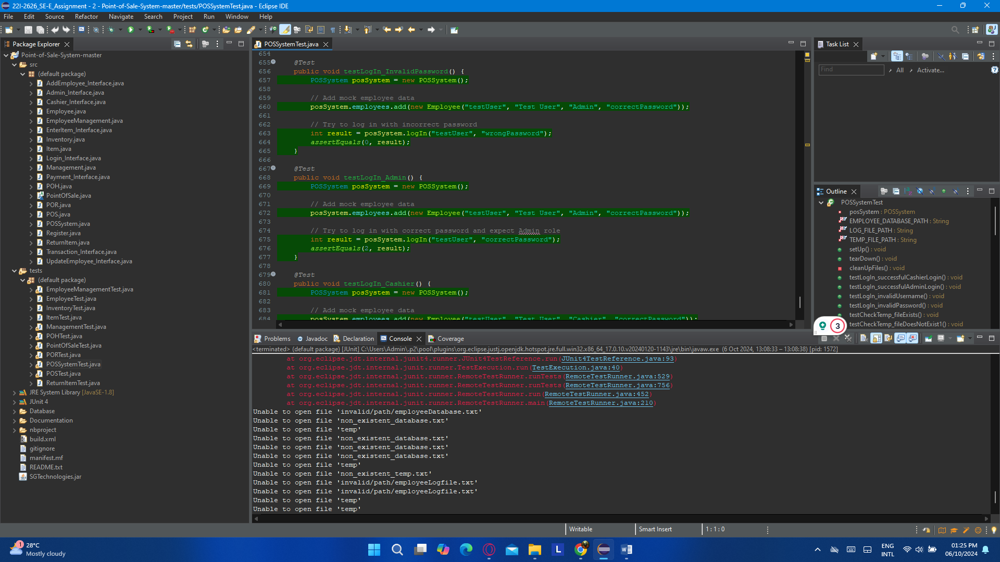 22I-2626_SE-E_Assignment - 2 - Point-of-Sale-System-master/tests/POSSystemTest.java - Eclipse IDE
File Edit Source Refactor Navigate Search Project Run Window Help
Package Explorer
Point-of-Sale-System-master
src
(default package)
AddEmployee_Interface.java
Admin_Interface.java
Cashier_Interface.java
Employee.java
EmployeeManagement.java
EnterItem_Interface.java
Inventory.java
Item.java
Login_Interface.java
Management.java
Payment_Interface.java
POH.java
PointOfSale.java
POR.java
POS.java
POSSystem.java
Register.java
ReturnItem.java
Transaction_Interface.java
UpdateEmployee_Interface.java
tests
(default package)
EmployeeManagementTest.java
EmployeeTest.java
InventoryTest.java
ItemTest.java
ManagementTest.java
POHTest.java
PointOfSaleTest.java
PORTest.java
POSSystemTest.java
POSTest.java
ReturnItemTest.java
JRE System Library [JavaSE-1.8]
JUnit 4
Database
Documentation
nbproject
build.xml
gitignore
manifest.mf
README.txt
SGTechnologies.jar
POSSystemTest.java
654
655 @Test
656 public void testLogIn_InvalidPassword() {
657 POSSystem posSystem = new POSSystem();
658
659 // Add mock employee data
660 posSystem.employees.add(new Employee("testUser", "Test User", "Admin", "correctPassword"));
661
662 // Try to log in with incorrect password
663 int result = posSystem.logIn("testUser", "wrongPassword");
664 assertEquals(0, result);
665 }
666
667 @Test
668 public void testLogIn_Admin() {
669 POSSystem posSystem = new POSSystem();
670
671 // Add mock employee data
672 posSystem.employees.add(new Employee("testUser", "Test User", "Admin", "correctPassword"));
673
674 // Try to log in with correct password and expect Admin role
675 int result = posSystem.logIn("testUser", "correctPassword");
676 assertEquals(2, result);
677 }
678
679 @Test
680 public void testLogIn_Cashier() {
681 POSSystem posSystem = new POSSystem();
682
683 // Add mock employee data
684 posSystem.employees.add(new Employee("testUser", "Test User", "Cashier", "correctPassword"));
Task List
Find All Activate...
Outline
POSSystemTest
posSystem : POSSystem
EMPLOYEE_DATABASE_PATH : String
LOG_FILE_PATH : String
TEMP_FILE_PATH : String
setUp() : void
tearDown() : void
cleanUpFiles() : void
testLogIn_successfulCashierLogin() : void
testLogIn_successfulAdminLogin() : void
testLogIn_invalidUsername() : void
testLogIn_invalidPassword() : void
testCheckTemp_fileExists() : void
testCheckTemp_fileDoesNotExist1() : void
3
Problems Javadoc Declaration Console Coverage
<terminated> (default package) [JUnit] C:\Users\Admin\.p2\pool\plugins\org.eclipse.justj.openjdk.hotspot.jre.full.win32.x86_64_17.0.10.v20240120-1143\jre\bin\javaw.exe (6 Oct 2024, 13:08:33 – 13:08:38) [pid: 1572]
at org.eclipse.jdt.internal.junit4.runner.JUnit4TestReference.run(JUnit4TestReference.java:93)
at org.eclipse.jdt.internal.junit.runner.TestExecution.run(TestExecution.java:40)
at org.eclipse.jdt.internal.junit.runner.RemoteTestRunner.runTests(RemoteTestRunner.java:529)
at org.eclipse.jdt.internal.junit.runner.RemoteTestRunner.runTests(RemoteTestRunner.java:756)
at org.eclipse.jdt.internal.junit.runner.RemoteTestRunner.run(RemoteTestRunner.java:452)
at org.eclipse.jdt.internal.junit.runner.RemoteTestRunner.main(RemoteTestRunner.java:210)
Unable to open file 'invalid/path/employeeDatabase.txt'
Unable to open file 'non_existent_database.txt'
Unable to open file 'temp'
Unable to open file 'non_existent_database.txt'
Unable to open file 'non_existent_database.txt'
Unable to open file 'non_existent_database.txt'
Unable to open file 'temp'
Unable to open file 'non_existent_temp.txt'
Unable to open file 'invalid/path/employeeLogfile.txt'
Unable to open file 'invalid/path/employeeLogfile.txt'
Unable to open file 'temp'
Unable to open file 'temp'
Writable Smart Insert 1 : 1 : 0
1
28°C
Mostly cloudy
ENG
INTL
01:25 PM
06/10/2024